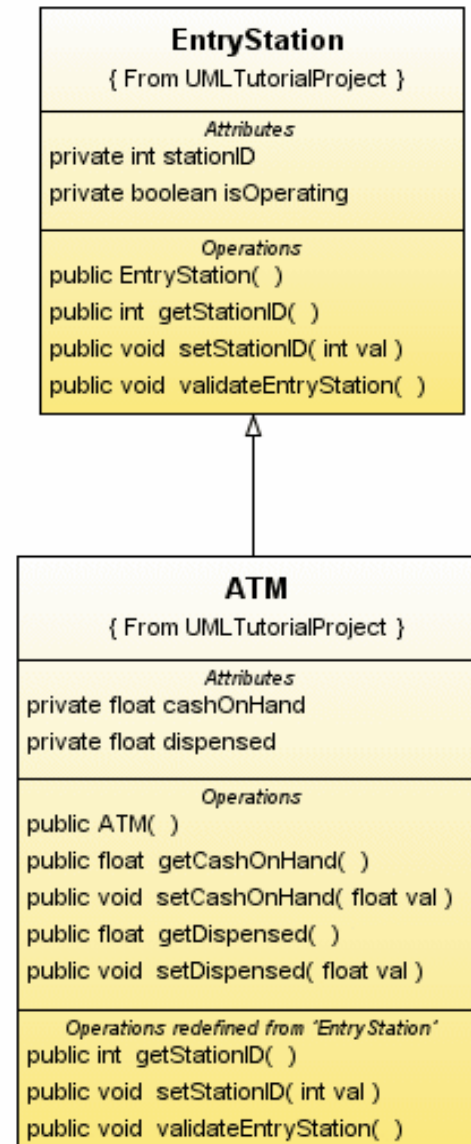 EntryStation
{ From UMLTutorialProject }
Attributes
private int stationID
private boolean isOperating
Operations
public EntryStation( )
public int getStationID( )
public void setStationID( int val )
public void validateEntryStation( )
ATM
{ From UMLTutorialProject }
Attributes
private float cashOnHand
private float dispensed
Operations
public ATM( )
public float getCashOnHand( )
public void setCashOnHand( float val )
public float getDispensed( )
public void setDispensed( float val )
Operations redefined from 'EntryStation'
public int getStationID( )
public void setStationID( int val )
public void validateEntryStation( )